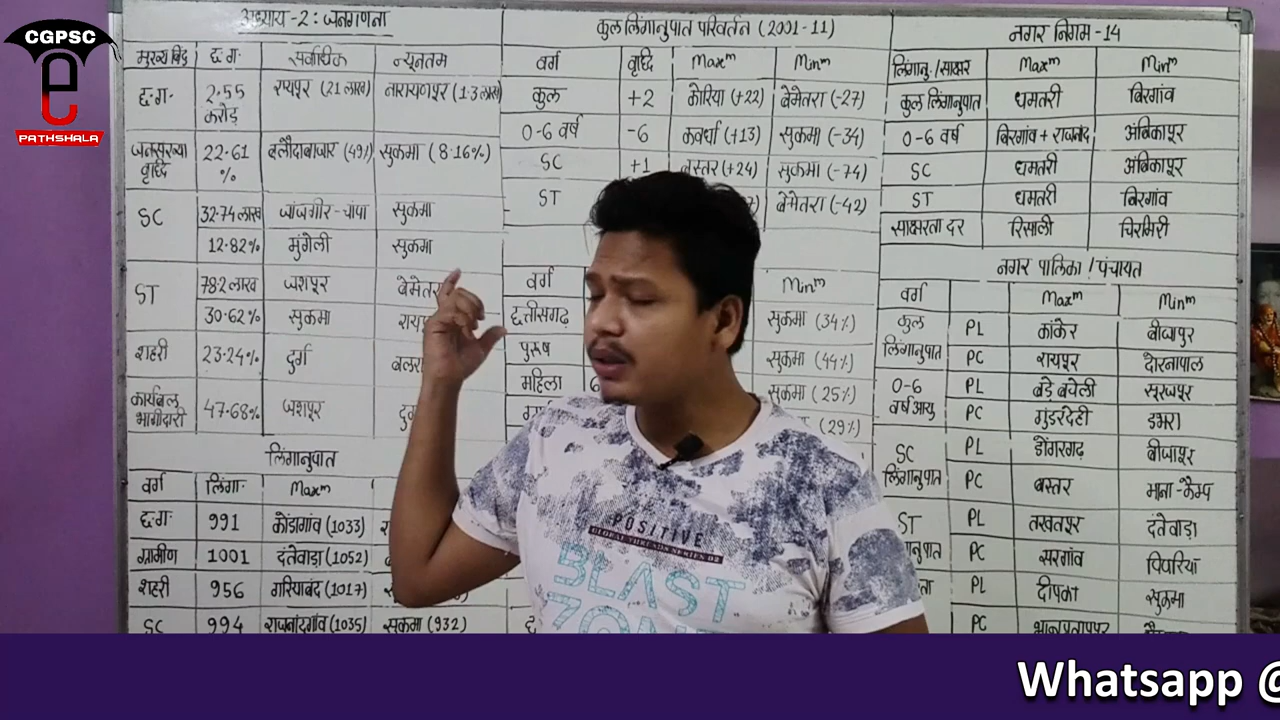 CGPSC
e
PATHSHALA
अध्याय-2: जनगणना
मुख्य बिंदु छ.ग. सर्वाधिक न्यूनतम
छ.ग. 2.55 करोड़ रायपुर (21 लाख) नारायणपुर (1.3 लाख)
जनसंख्या वृद्धि 22.61 % बलौदाबाजार (49%) सुकमा (8.16%)
SC 32.74 लाख जांजगीर-चांपा सुकमा
12.82% मुंगेली सुकमा
ST 78.2 लाख जशपुर
30.62% सुकमा
शहरी 23.24% दुर्ग
कार्यबल भागीदारी 47.68% जशपुर
लिंगानुपात
वर्ग लिंगा. Maxᵐ
छ.ग. 991 कोंडागांव (1033)
ग्रामीण 1001 दंतेवाड़ा (1052)
शहरी 956 गरियाबंद (1017)
SC 994 राजनांदगांव (1035) सुकमा (932)
कुल लिंगानुपात परिवर्तन (2001-11)
वर्ग वृद्धि Maxᵐ Minᵐ
कुल +2 कोरिया (+22) बेमेतरा (-27)
0-6 वर्ष -6 कवर्धा (+13) सुकमा (-34)
SC +1 बस्तर (+24) सुकमा (-74)
ST बेमेतरा (-42)
वर्ग Minᵐ
छत्तीसगढ़ सुकमा (34%)
पुरूष सुकमा (44%)
महिला सुकमा (25%)
(29%)
नगर निगम-14
लिंगानु./साक्षर Maxᵐ Minᵐ
कुल लिंगानुपात धमतरी बिरगांव
0-6 वर्ष बिरगांव + राजनांद अंबिकापुर
SC धमतरी अंबिकापुर
ST धमतरी बिरगांव
साक्षरता दर रिसाली चिरमिरी
नगर पालिका / पंचायत
वर्ग Maxᵐ Minᵐ
कुल लिंगानुपात PL कांकेर बीजापुर
PC रायपुर दोरनापाल
0-6 वर्ष आयु PL बड़े बचेली सूरजपुर
PC गुंडरदेही डभरा
SC लिंगानुपात PL डोंगरगढ़ बीजापुर
PC बस्तर माना-कैम्प
ST PL तखतपुर दंतेवाड़ा
PC सरगांव पिपरिया
PL दीपका सुकमा
PC
POSITIVE
GLOBAL THREADS SERIES 02
BLAST
ZONE
Whatsapp @